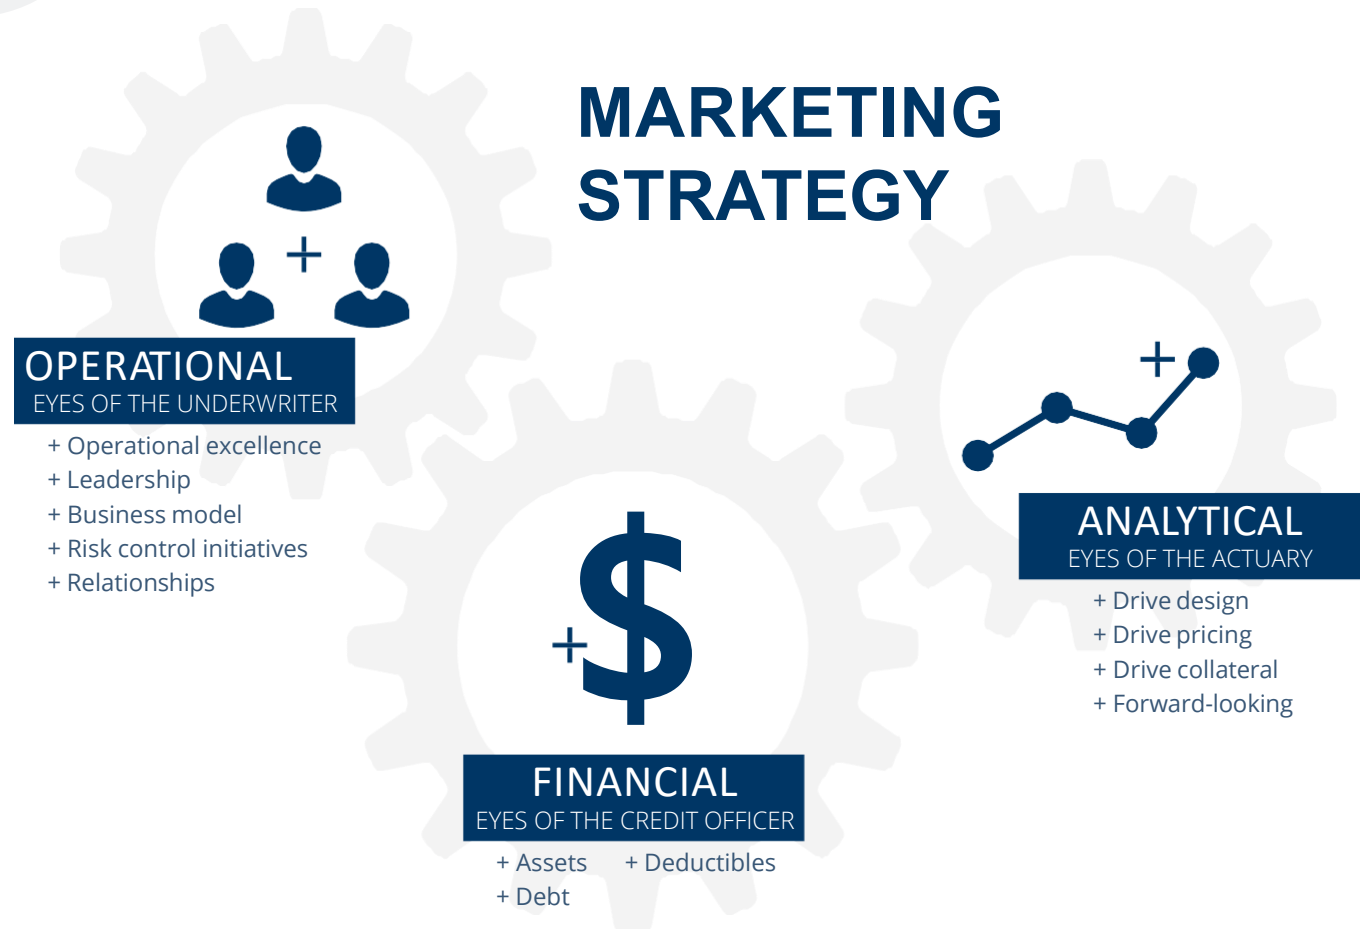 MARKETING
STRATEGY
OPERATIONAL
EYES OF THE UNDERWRITER
+ Operational excellence
+ Leadership
+ Business model
+ Risk control initiatives
+ Relationships
FINANCIAL
EYES OF THE CREDIT OFFICER
+ Assets + Deductibles
+ Debt
ANALYTICAL
EYES OF THE ACTUARY
+ Drive design
+ Drive pricing
+ Drive collateral
+ Forward-looking